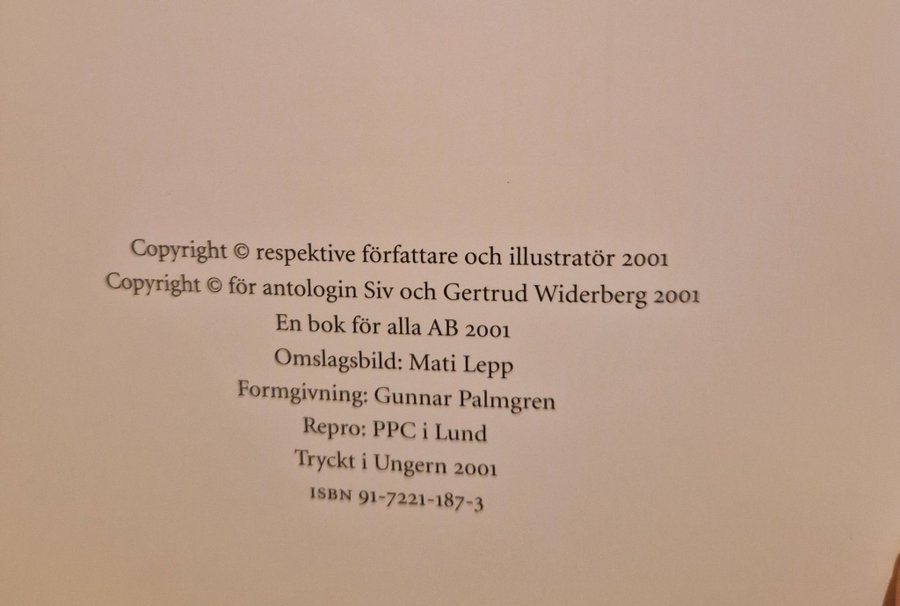 Copyright © respektive författare och illustratör 2001
Copyright © för antologin Siv och Gertrud Widerberg 2001
En bok för alla AB 2001
Omslagsbild: Mati Lepp
Formgivning: Gunnar Palmgren
Repro: PPC i Lund
Tryckt i Ungern 2001
ISBN 91-7221-187-3